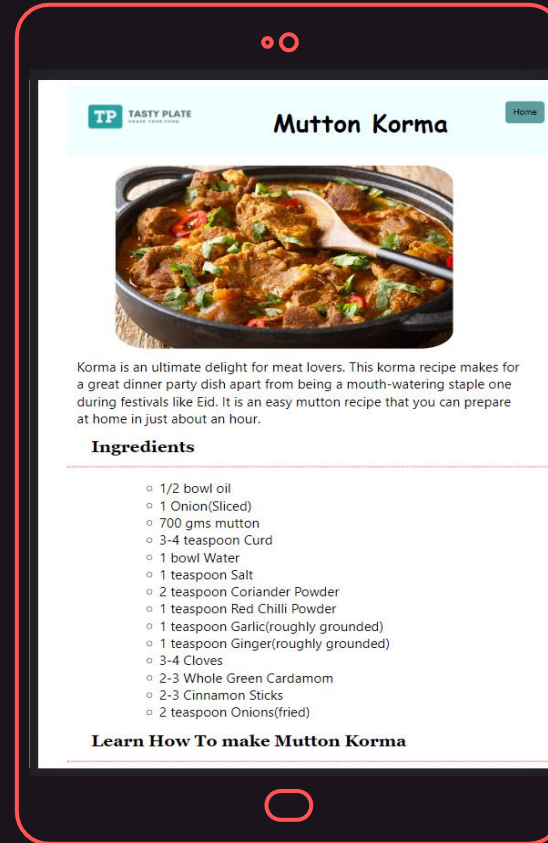 TP TASTY PLATE
CRAVE YOUR FOOD
Mutton Korma
Home
Korma is an ultimate delight for meat lovers. This korma recipe makes for
a great dinner party dish apart from being a mouth-watering staple one
during festivals like Eid. It is an easy mutton recipe that you can prepare
at home in just about an hour.
Ingredients
1/2 bowl oil
1 Onion(Sliced)
700 gms mutton
3-4 teaspoon Curd
1 bowl Water
1 teaspoon Salt
2 teaspoon Coriander Powder
1 teaspoon Red Chilli Powder
1 teaspoon Garlic(roughly grounded)
1 teaspoon Ginger(roughly grounded)
3-4 Cloves
2-3 Whole Green Cardamom
2-3 Cinnamon Sticks
2 teaspoon Onions(fried)
Learn How To make Mutton Korma